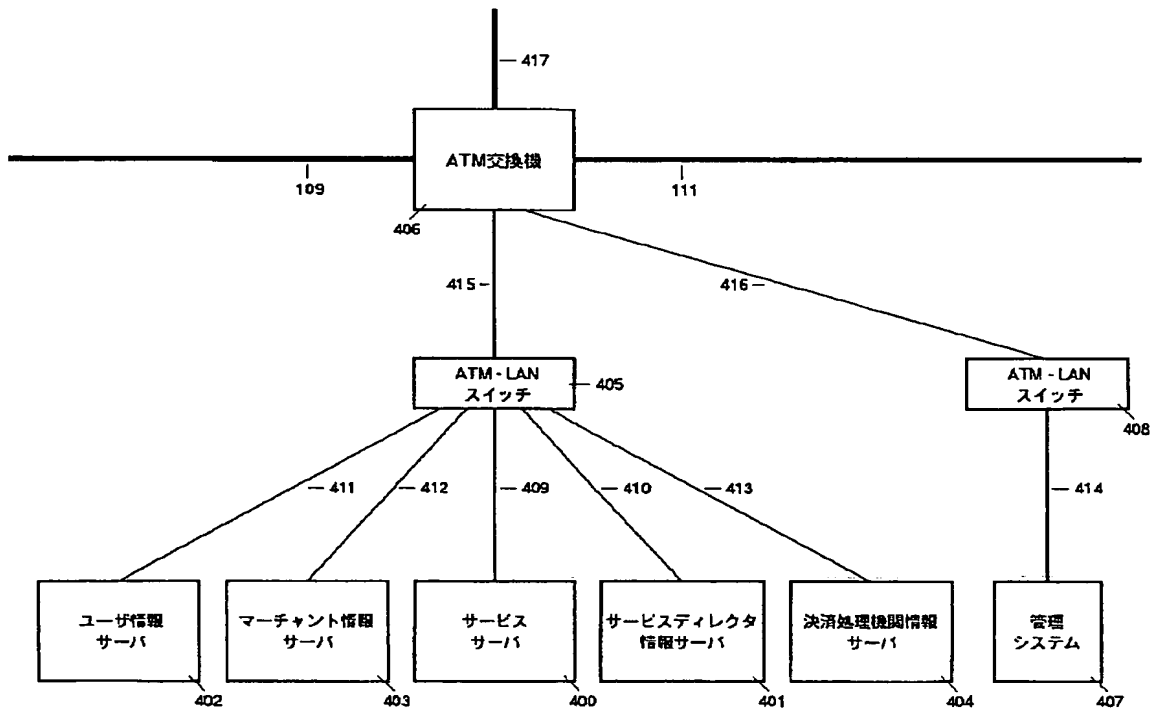 417
ATM交換機
109
111
406
415
416
ATM - LAN
スイッチ
405
ATM - LAN
スイッチ
408
411
412
409
410
413
414
ユーザ情報
サーバ
402
マーチャント情報
サーバ
403
サービス
サーバ
400
サービスディレクタ
情報サーバ
401
決済処理機関情報
サーバ
404
管理
システム
407